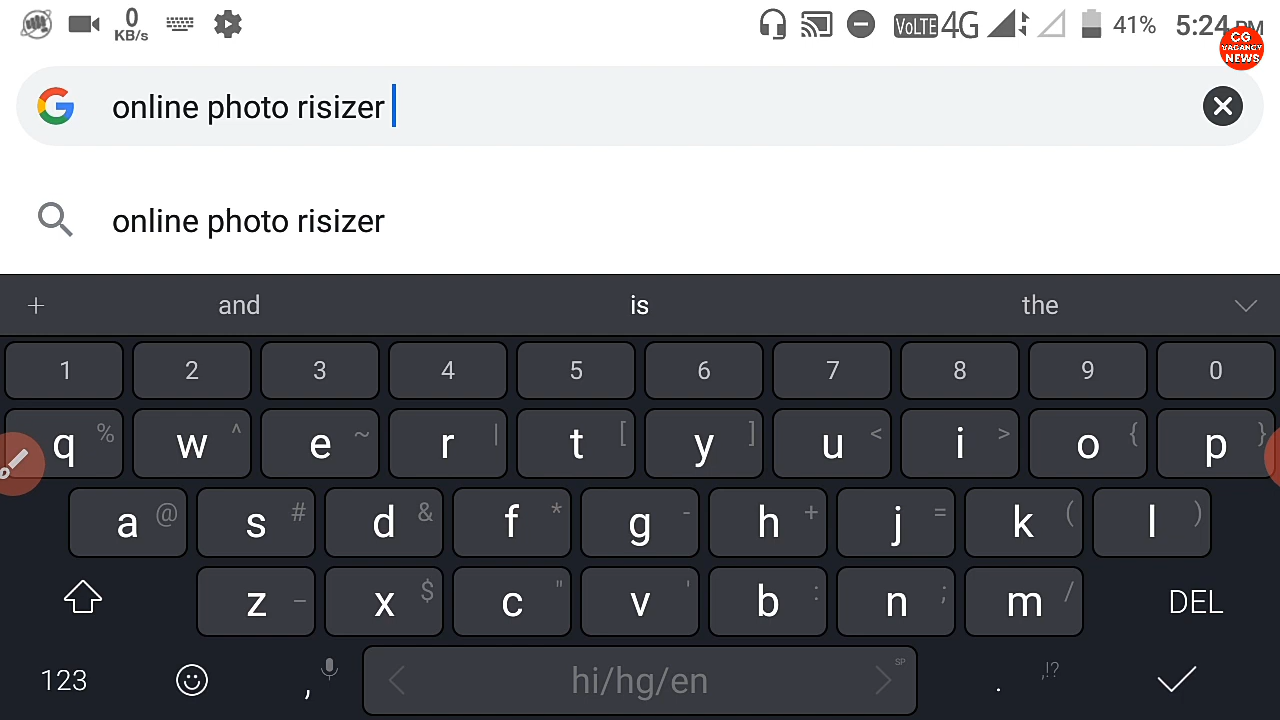 0
KB/s
VoLTE 4G 41% 5:24 PM
CG
VACANCY
NEWS
online photo risizer
online photo risizer
+ and is the
1 2 3 4 5 6 7 8 9 0
q % w ^ e ~ r | t [ y ] u < i > o { p }
a @ s # d & f * g - h + j = k ( l )
z _ x $ c " v ' b : n ; m / DEL
123 , < hi/hg/en > SP . ,!?